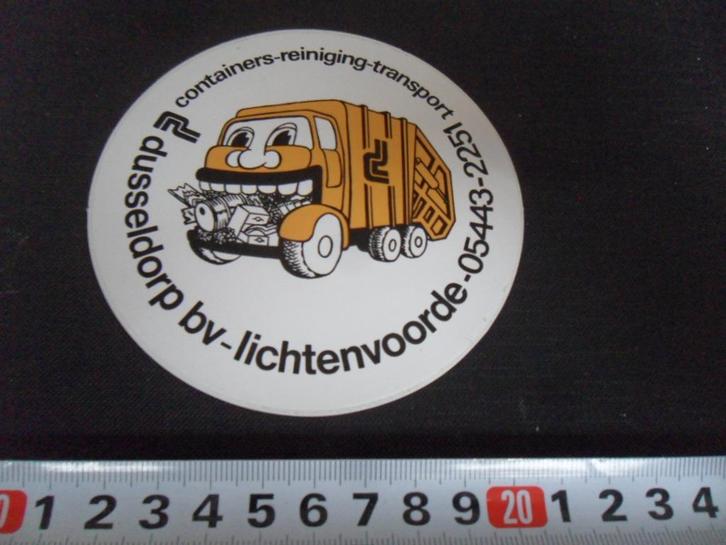 containers-reiniging-transport
dusseldorp bv-lichtenvoorde-05443-2251
1 2 3 4 5 6 7 8 9 20 1 2 3 4